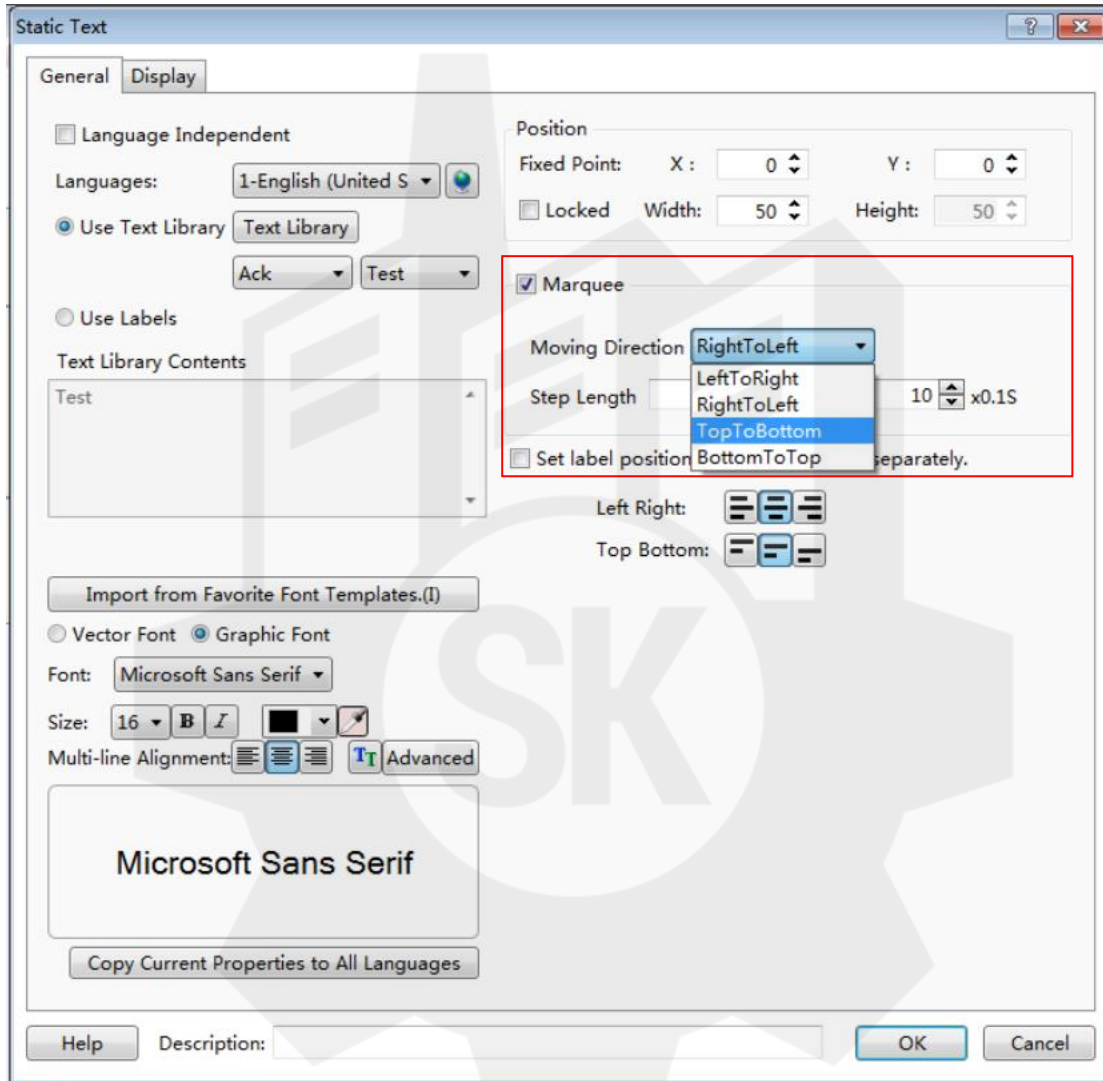 Static Text
General Display
Language Independent
Languages: 1-English (United S
Use Text Library Text Library
Ack Test
Use Labels
Text Library Contents
Test
Import from Favorite Font Templates.(I)
Vector Font Graphic Font
Font: Microsoft Sans Serif
Size: 16 B I
Multi-line Alignment: TT Advanced
Microsoft Sans Serif
Copy Current Properties to All Languages
Position
Fixed Point: X : 0 Y : 0
Locked Width: 50 Height: 50
Marquee
Moving Direction RightToLeft
LeftToRight
RightToLeft
TopToBottom
BottomToTop
Step Length 10 x0.1S
Set label position separately.
Left Right:
Top Bottom:
SK
Help Description: OK Cancel